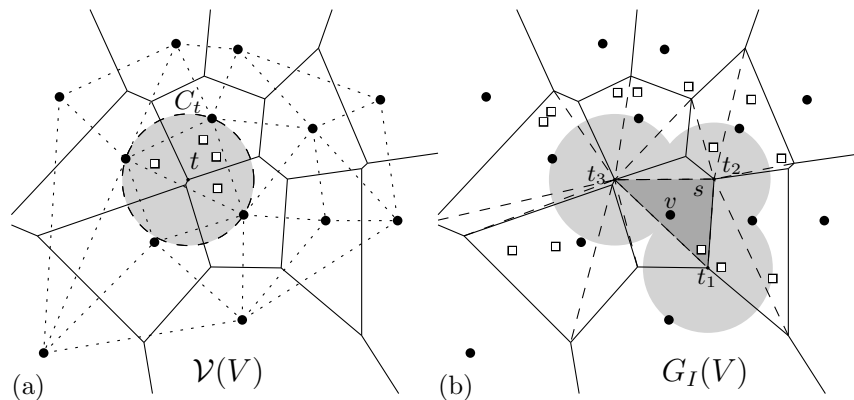 C_t
t
t_3
t_2
s
v
t_1
(a) 𝒱(V) (b) G_I(V)